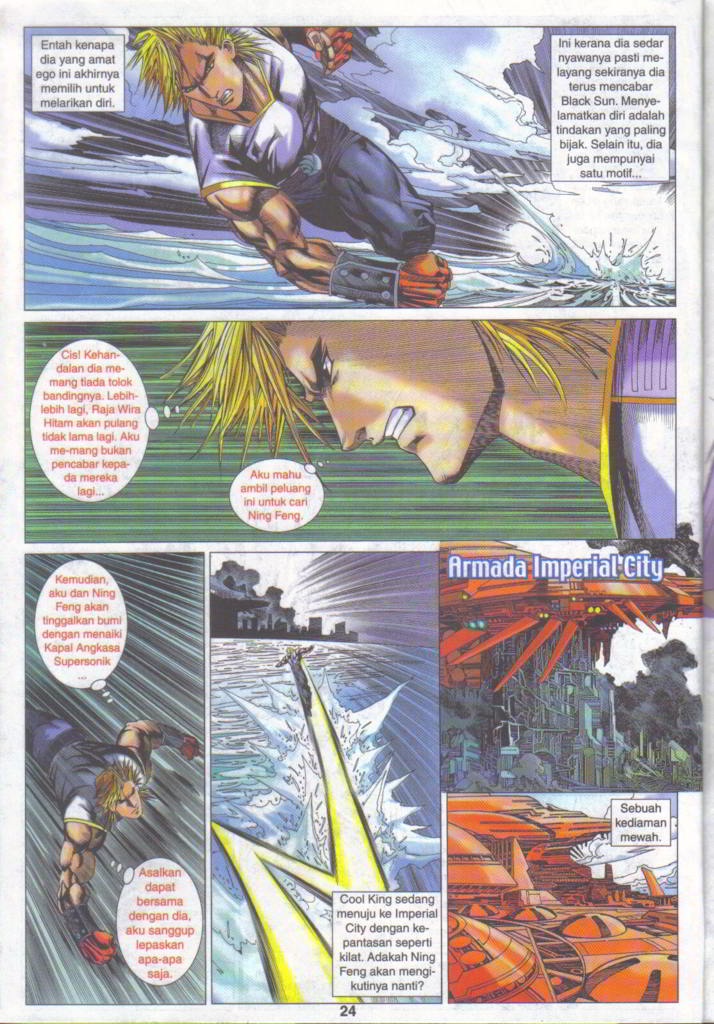 Entah kenapa
dia yang amat
ego ini akhirnya
memilih untuk
melarikan diri.
Ini kerana dia sedar
nyawanya pasti me-
layang sekiranya dia
terus mencabar
Black Sun. Menye-
lamatkan diri adalah
tindakan yang paling
bijak. Selain itu, dia
juga mempunyai
satu motif...
Cis! Kehan-
dalan dia me-
mang tiada tolok
bandingnya. Lebih-
lebih lagi, Raja Wira
Hitam akan pulang
tidak lama lagi. Aku
me-mang bukan
pencabar kepa-
da mereka
lagi...
Aku mahu
ambil peluang
ini untuk cari
Ning Feng.
Kemudian,
aku dan Ning
Feng akan
tinggalkan bumi
dengan menaiki
Kapal Angkasa
Supersonik
...
Asalkan
dapat
bersama
dengan dia,
aku sanggup
lepaskan
apa-apa
saja.
Cool King sedang
menuju ke Imperial
City dengan ke-
pantasan seperti
kilat. Adakah Ning
Feng akan mengi-
kutinya nanti?
Armada Imperial City
Sebuah
kediaman
mewah.
24